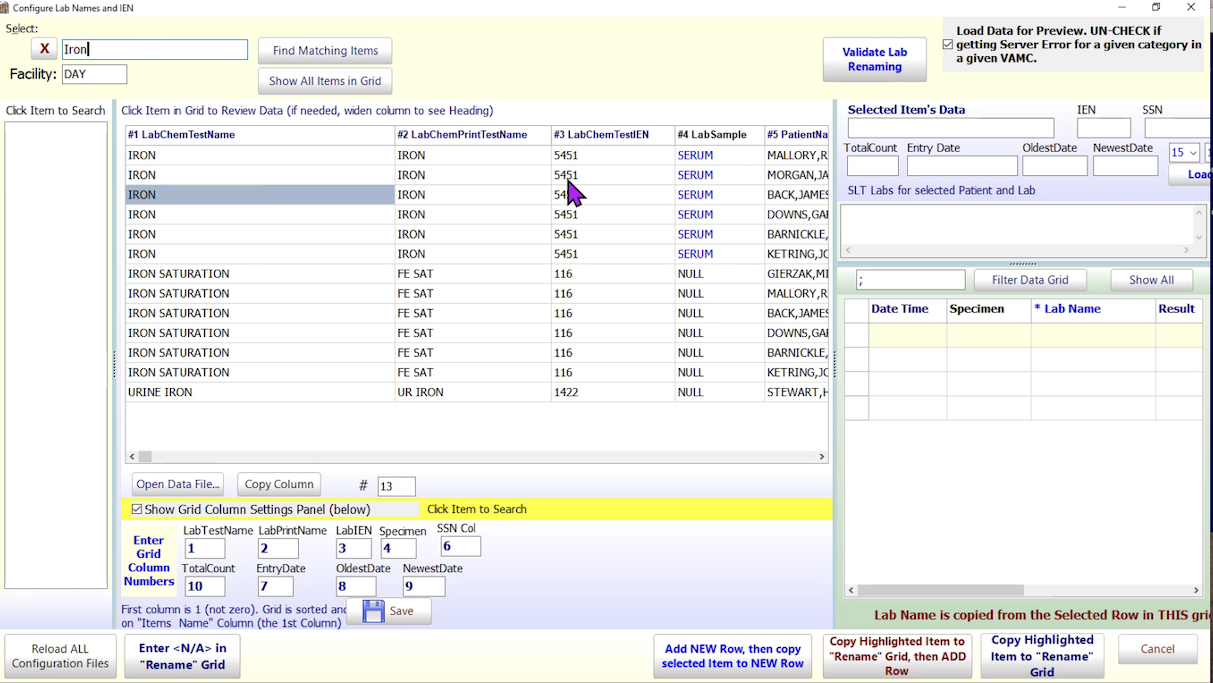 Configure Lab Names and IEN
Select:
X Iron Find Matching Items
Facility: DAY Show All Items in Grid
Validate Lab
Renaming
Load Data for Preview. UN-CHECK if
getting Server Error for a given category in
a given VAMC.
Click Item to Search
Click Item in Grid to Review Data (if needed, widen column to see Heading)
#1 LabChemTestName #2 LabChemPrintTestName #3 LabChemTestIEN #4 LabSample #5 PatientNa
IRON IRON 5451 SERUM MALLORY,R
IRON IRON 5451 SERUM MORGAN,JA
IRON IRON SERUM BACK,JAMES
IRON IRON 5451 SERUM DOWNS,GAR
IRON IRON 5451 SERUM BARNICKLE,
IRON IRON 5451 SERUM KETRING,JC
IRON SATURATION FE SAT 116 NULL GIERZAK,MI
IRON SATURATION FE SAT 116 NULL MALLORY,R
IRON SATURATION FE SAT 116 NULL BACK,JAMES
IRON SATURATION FE SAT 116 NULL DOWNS,GAR
IRON SATURATION FE SAT 116 NULL BARNICKLE,
IRON SATURATION FE SAT 116 NULL KETRING,JC
URINE IRON UR IRON 1422 NULL STEWART,H
Open Data File... Copy Column # 13
Show Grid Column Settings Panel (below) Click Item to Search
Enter
Grid
Column
Numbers
LabTestName LabPrintName LabIEN Specimen SSN Col
1 2 3 4 6
TotalCount EntryDate OldestDate NewestDate
10 7 8 9
First column is 1 (not zero). Grid is sorted
on "Items Name" Column (the 1st Column)
Save
Selected Item's Data IEN SSN
TotalCount Entry Date OldestDate NewestDate
15
Load
SLT Labs for selected Patient and Lab
; Filter Data Grid Show All
Date Time Specimen * Lab Name Result
Lab Name is copied from the Selected Row in THIS gri
Reload ALL
Configuration Files
Enter <N/A> in
"Rename" Grid
Add NEW Row, then copy
selected Item to NEW Row
Copy Highlighted Item to
"Rename" Grid, then ADD
Row
Copy Highlighted
Item to "Rename"
Grid
Cancel